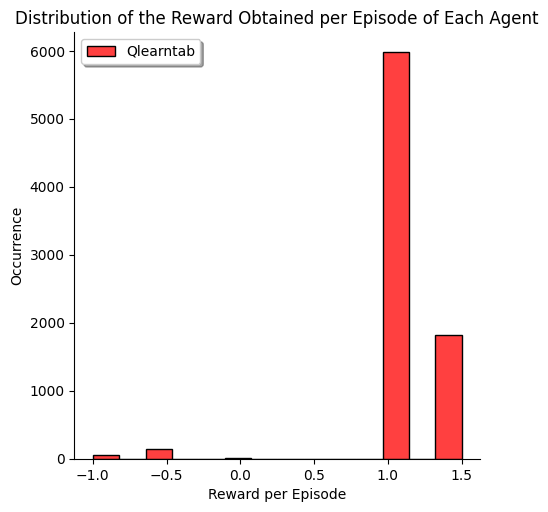 Distribution of the Reward Obtained per Episode of Each Agent
Qlearntab
6000
5000
4000
3000
2000
1000
0
Occurrence
−1.0 −0.5 0.0 0.5 1.0 1.5
Reward per Episode